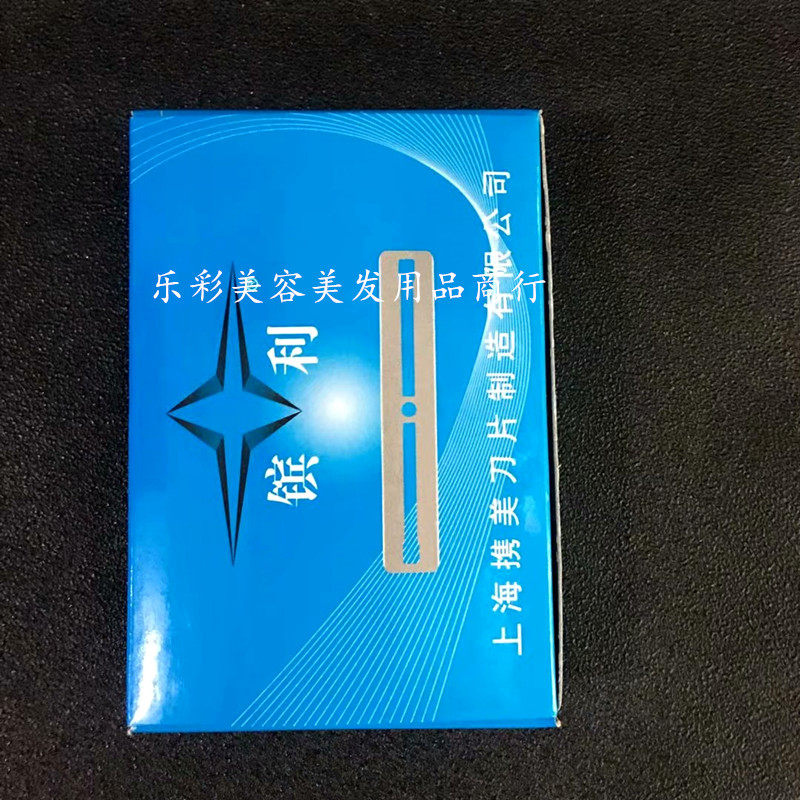 乐彩美容美发用品商行
镔利
上海携美刀片制造有限公司